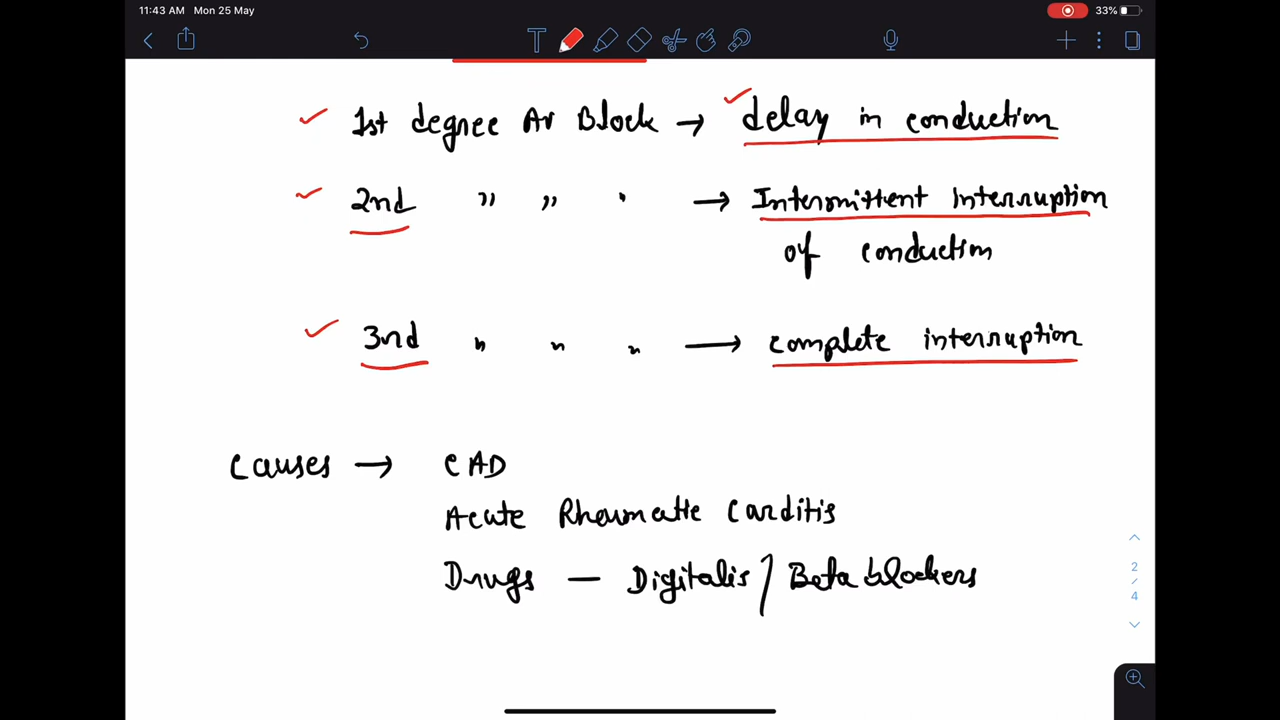 11:43 AM Mon 25 May 33%
1st degree AV Block → delay in conduction
2nd " " " → Intermittent Interruption
of conduction
3nd " " " → complete interruption
causes → CAD
Acute Rheumatic Carditis
Drugs — Digitalis / Beta blockers
2
/
4